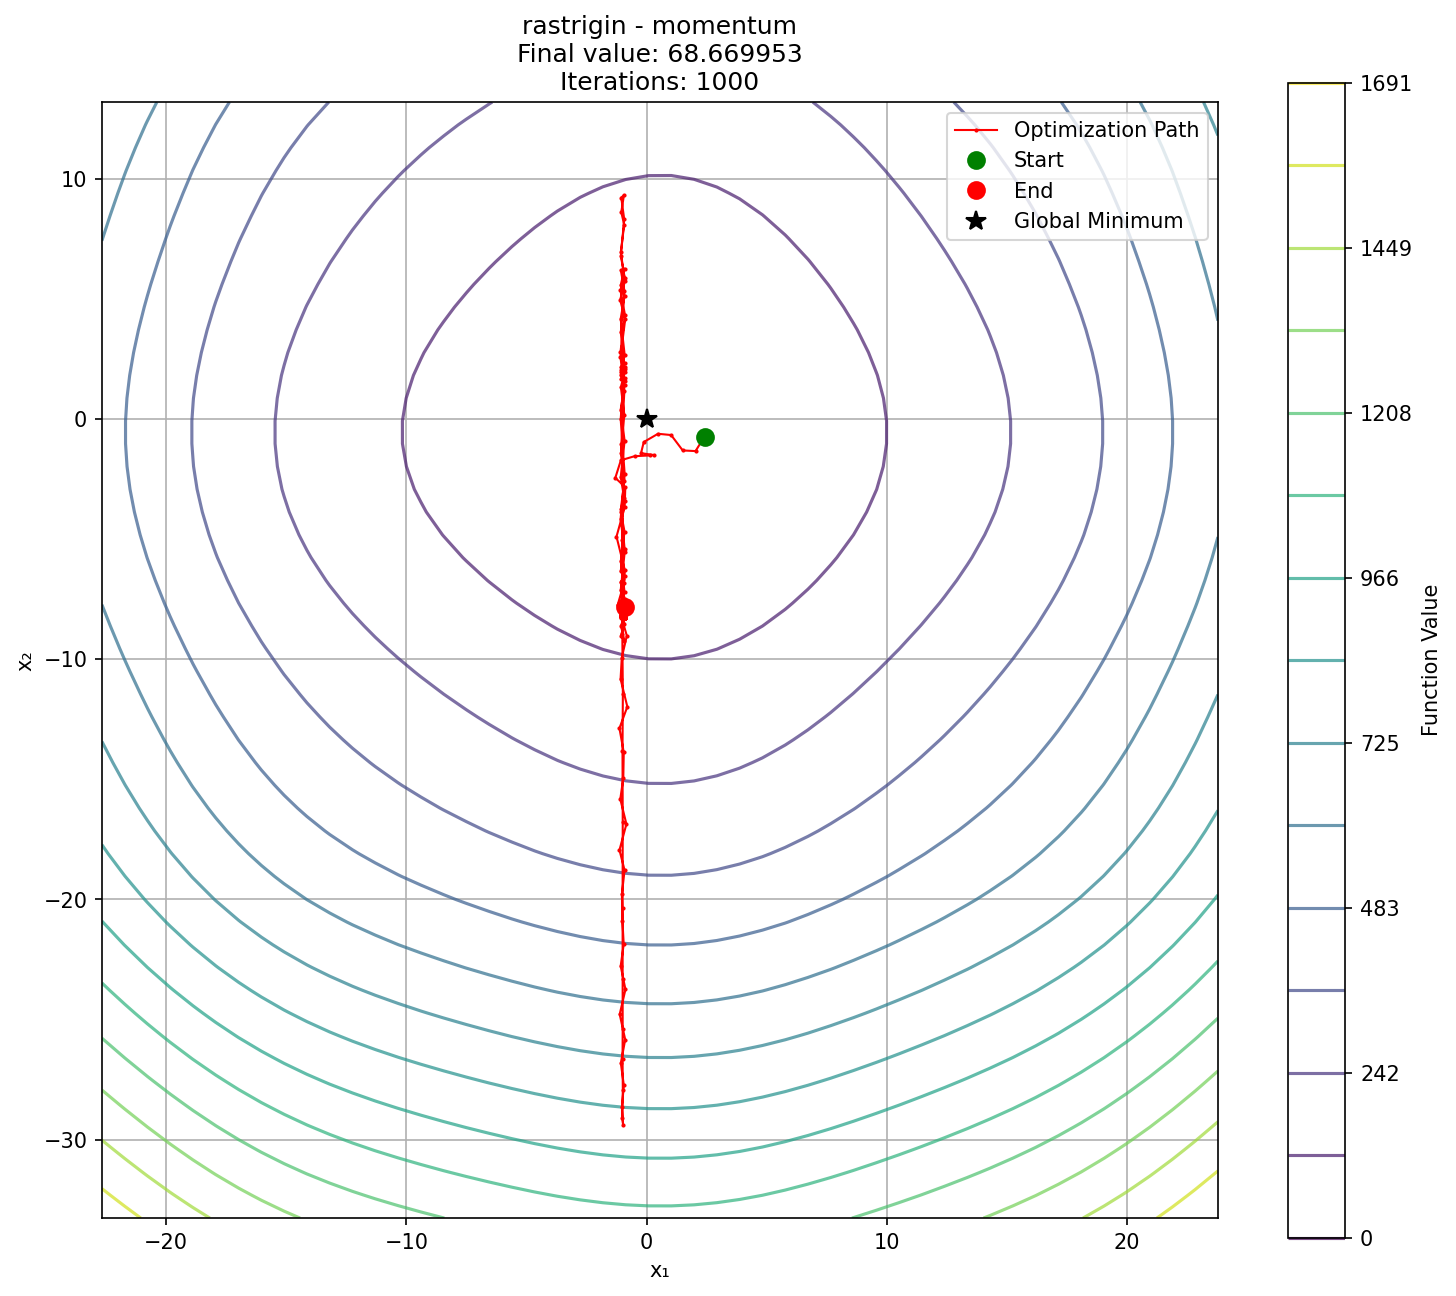 rastrigin - momentum
Final value: 68.669953
Iterations: 1000
Optimization Path
Start
End
Global Minimum
10
0
−10
−20
−30
x₂
−20
−10
0
10
20
x₁
1691
1449
1208
966
725
483
242
0
Function Value